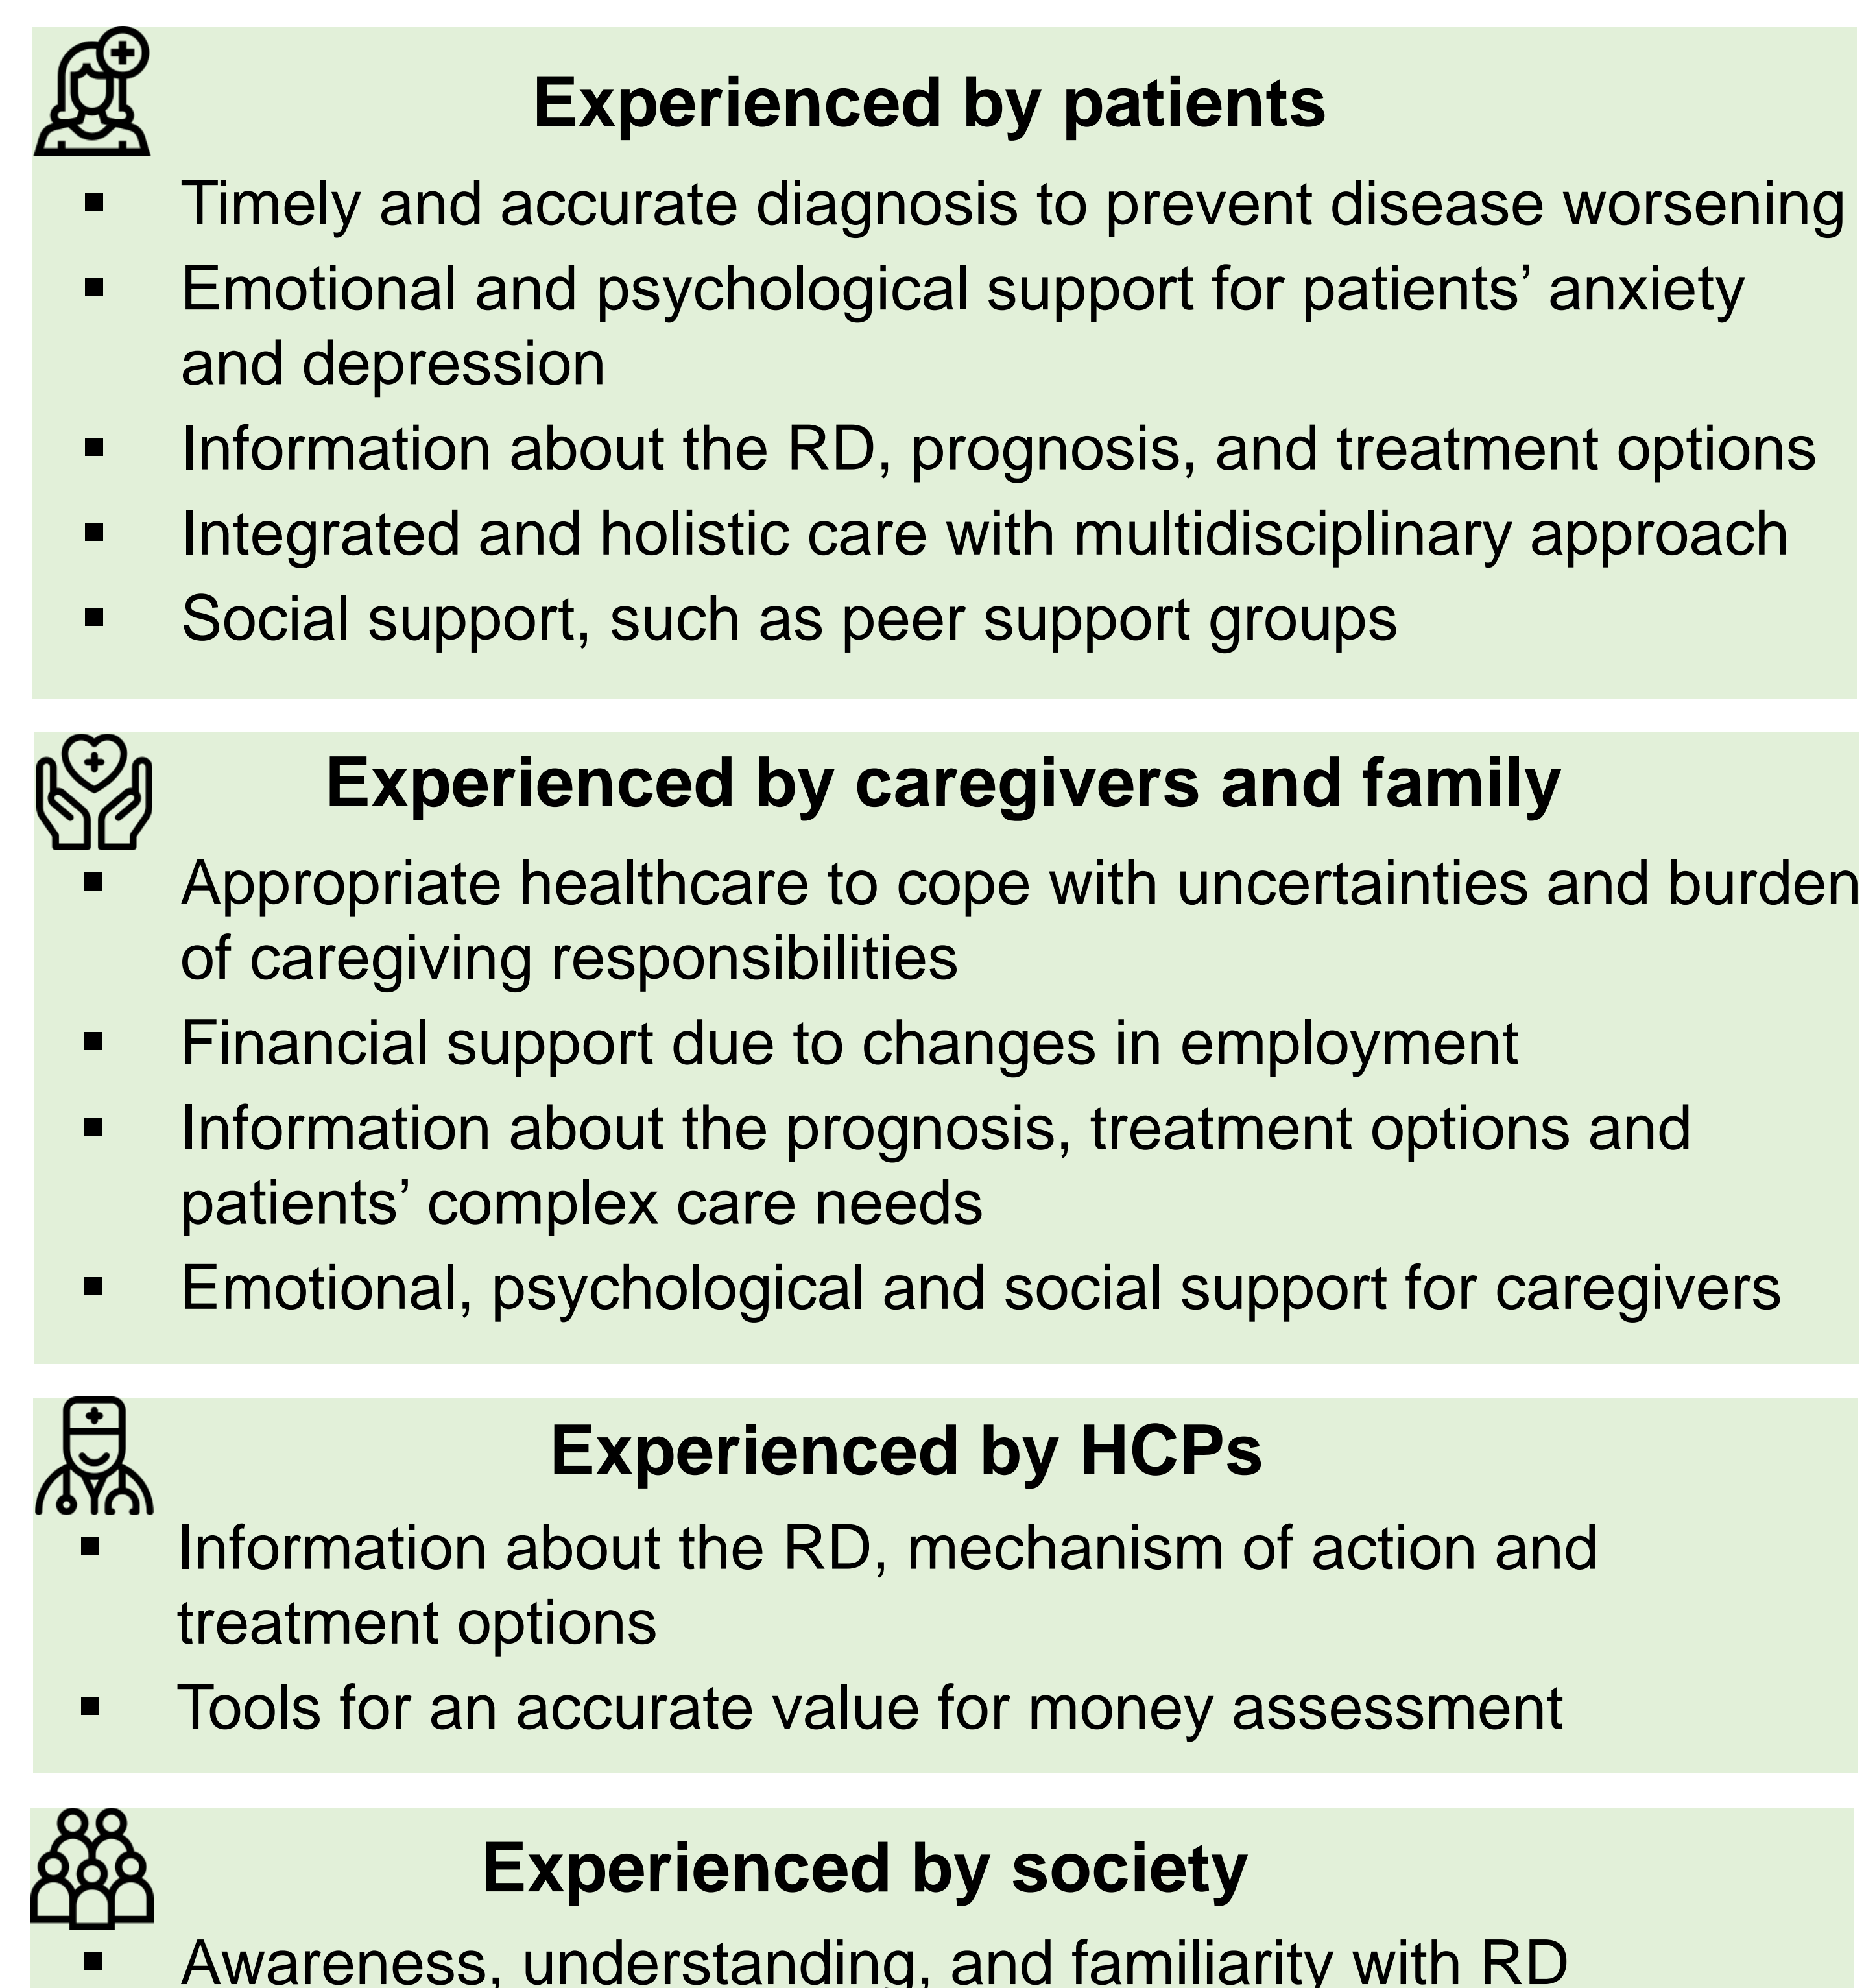 Experienced by patients
▪ Timely and accurate diagnosis to prevent disease worsening
▪ Emotional and psychological support for patients’ anxiety
and depression
▪ Information about the RD, prognosis, and treatment options
▪ Integrated and holistic care with multidisciplinary approach
▪ Social support, such as peer support groups
Experienced by caregivers and family
▪ Appropriate healthcare to cope with uncertainties and burden
of caregiving responsibilities
▪ Financial support due to changes in employment
▪ Information about the prognosis, treatment options and
patients’ complex care needs
▪ Emotional, psychological and social support for caregivers
Experienced by HCPs
▪ Information about the RD, mechanism of action and
treatment options
▪ Tools for an accurate value for money assessment
Experienced by society
▪ Awareness, understanding, and familiarity with RD